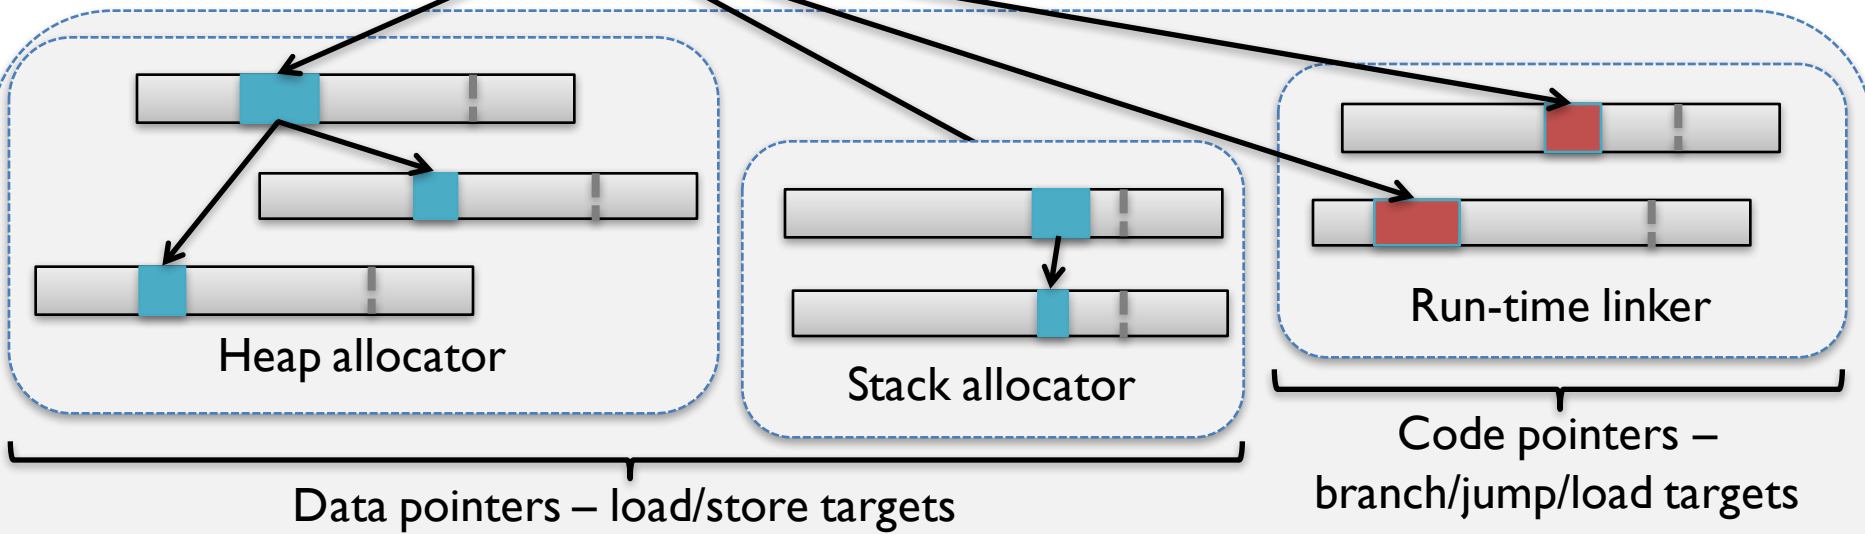 Heap allocator
Stack allocator
Run-time linker
Data pointers – load/store targets
Code pointers –
branch/jump/load targets